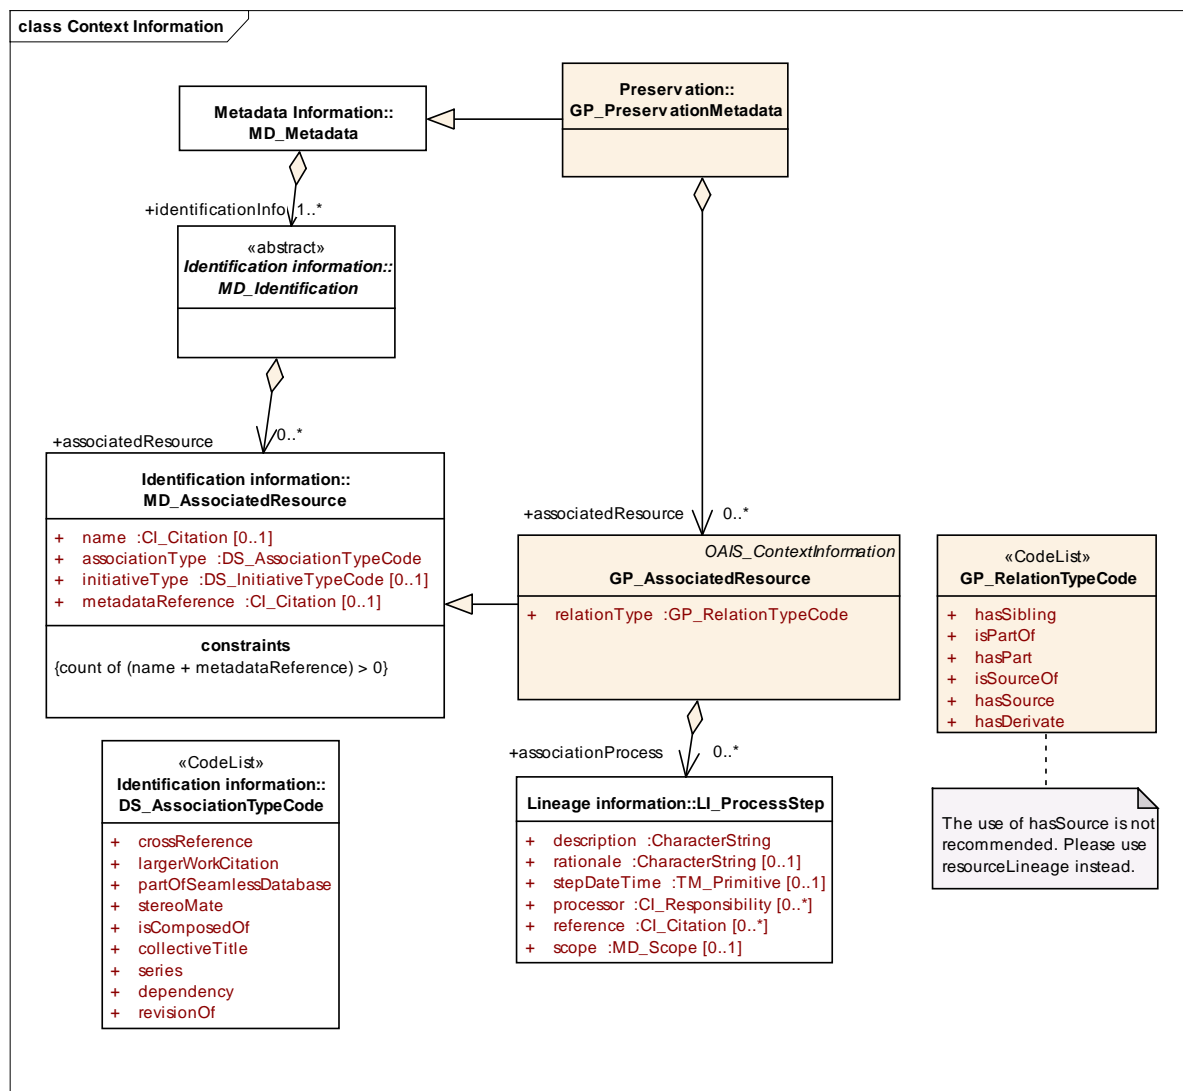 class Context Information
Metadata Information::
MD_Metadata
Preservation::
GP_PreservationMetadata
+identificationInfo 1..*
«abstract»
Identification information::
MD_Identification
+associatedResource 0..*
Identification information::
MD_AssociatedResource
+ name :CI_Citation [0..1]
+ associationType :DS_AssociationTypeCode
+ initiativeType :DS_InitiativeTypeCode [0..1]
+ metadataReference :CI_Citation [0..1]
constraints
{count of (name + metadataReference) > 0}
+associatedResource 0..*
OAIS_ContextInformation
GP_AssociatedResource
+ relationType :GP_RelationTypeCode
«CodeList»
GP_RelationTypeCode
+ hasSibling
+ isPartOf
+ hasPart
+ isSourceOf
+ hasSource
+ hasDerivate
+associationProcess 0..*
«CodeList»
Identification information::
DS_AssociationTypeCode
+ crossReference
+ largerWorkCitation
+ partOfSeamlessDatabase
+ stereoMate
+ isComposedOf
+ collectiveTitle
+ series
+ dependency
+ revisionOf
Lineage information::LI_ProcessStep
+ description :CharacterString
+ rationale :CharacterString [0..1]
+ stepDateTime :TM_Primitive [0..1]
+ processor :CI_Responsibility [0..*]
+ reference :CI_Citation [0..*]
+ scope :MD_Scope [0..1]
The use of hasSource is not
recommended. Please use
resourceLineage instead.